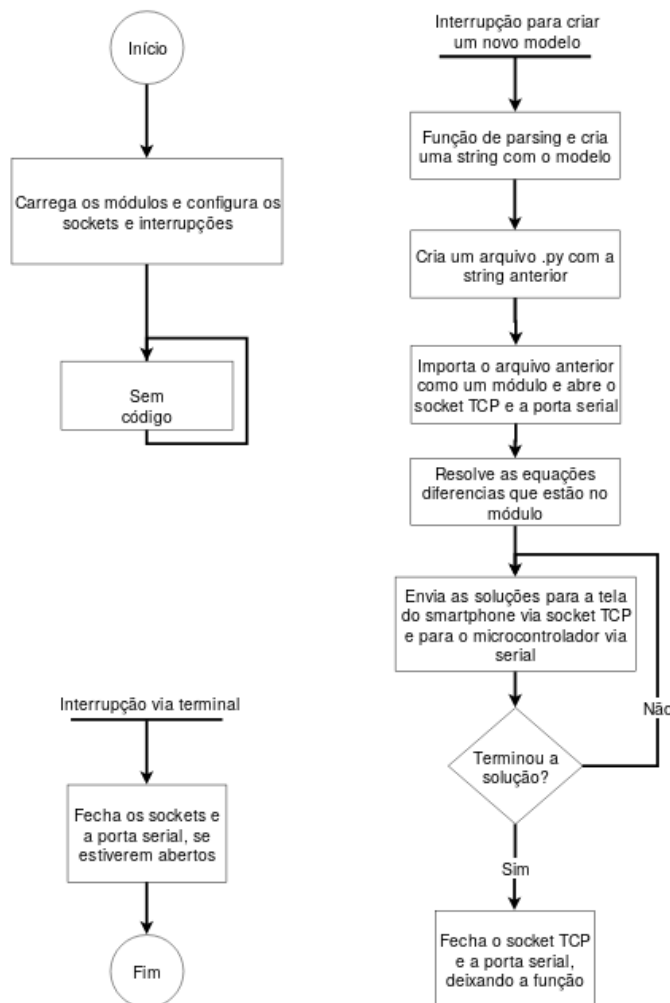 Início
Carrega os módulos e configura os
sockets e interrupções
Sem
código
Interrupção via terminal
Fecha os sockets e
a porta serial, se
estiverem abertos
Fim
Interrupção para criar
um novo modelo
Função de parsing e cria
uma string com o modelo
Cria um arquivo .py com a
string anterior
Importa o arquivo anterior
como um módulo e abre o
socket TCP e a porta serial
Resolve as equações
diferencias que estão no
módulo
Envia as soluções para a tela
do smartphone via socket TCP
e para o microcontrolador via
serial
Não
Terminou a
solução?
Sim
Fecha o socket TCP
e a porta serial,
deixando a função